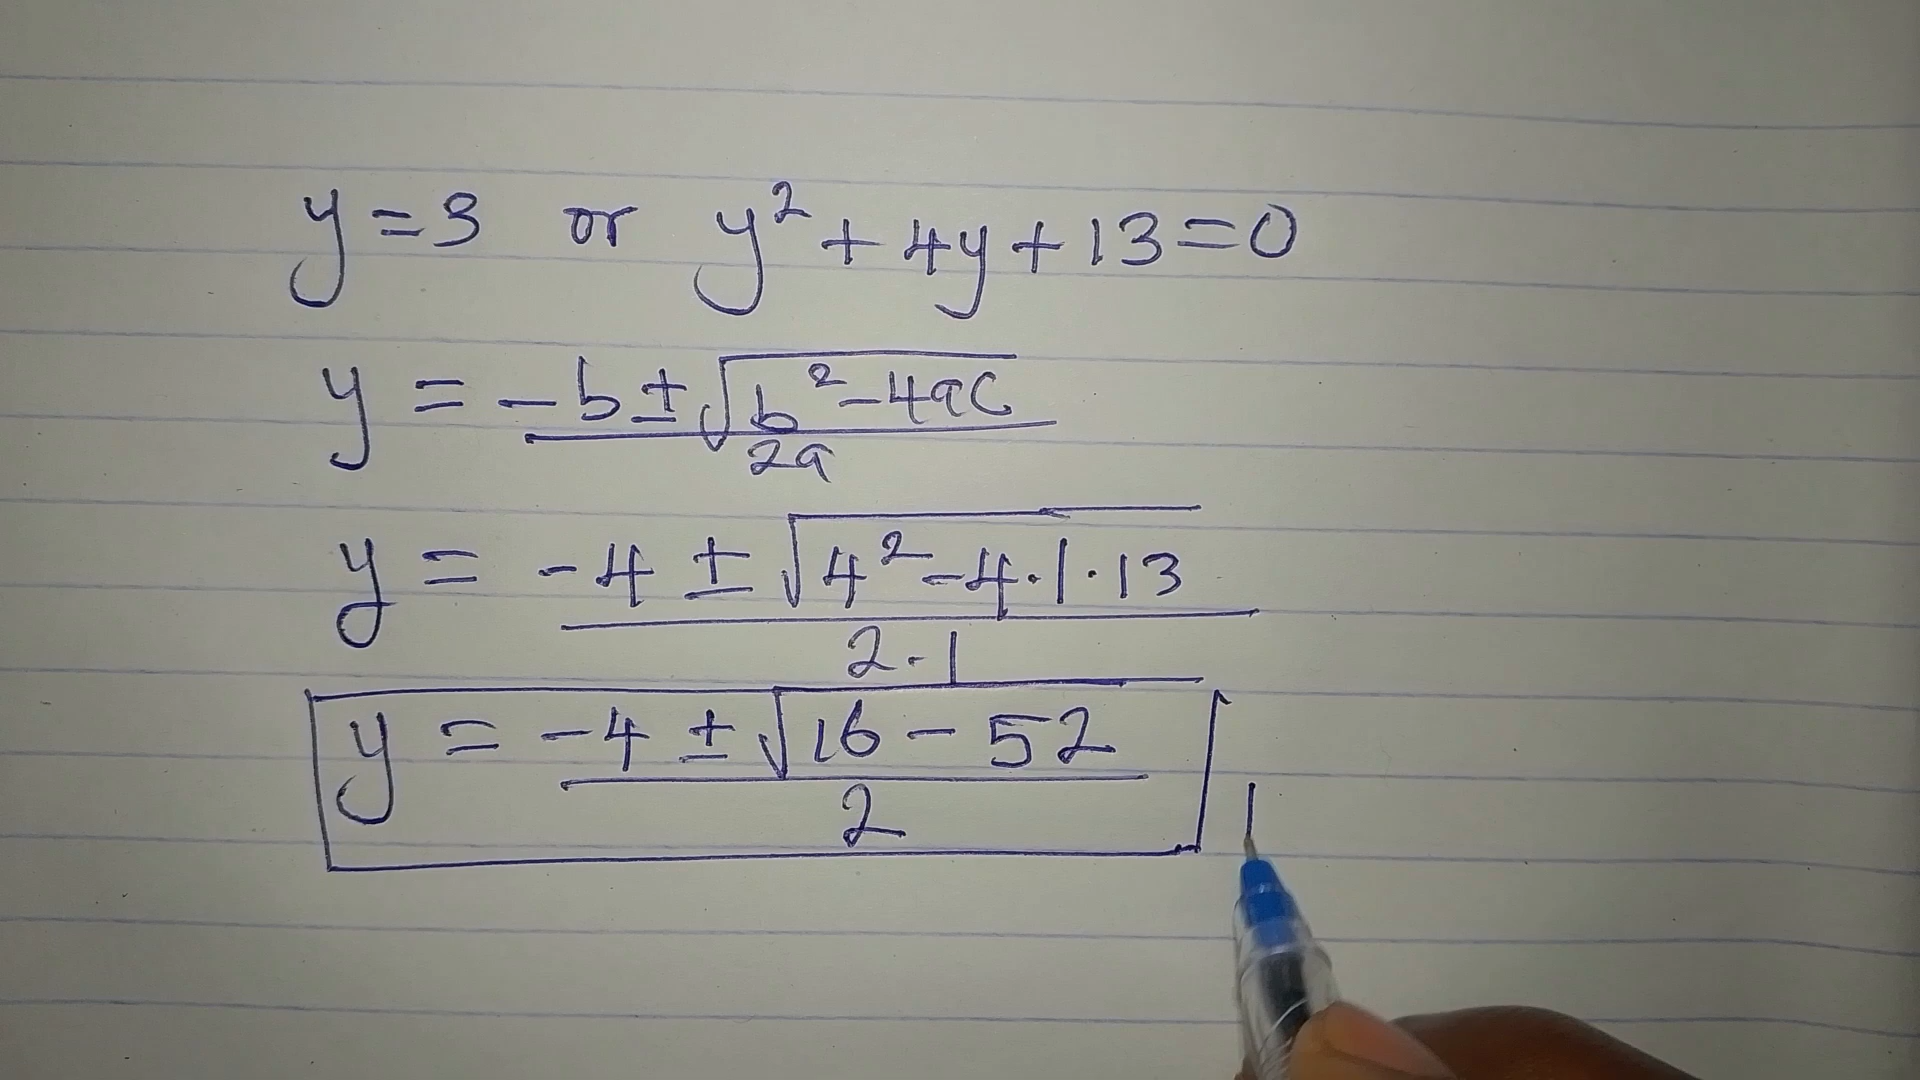 y = 3 or y² + 4y + 13 = 0
y = -b ± √(b² - 4ac) / 2a
y = -4 ± √(4² - 4·1·13) / 2·1
y = -4 ± √(16 - 52) / 2